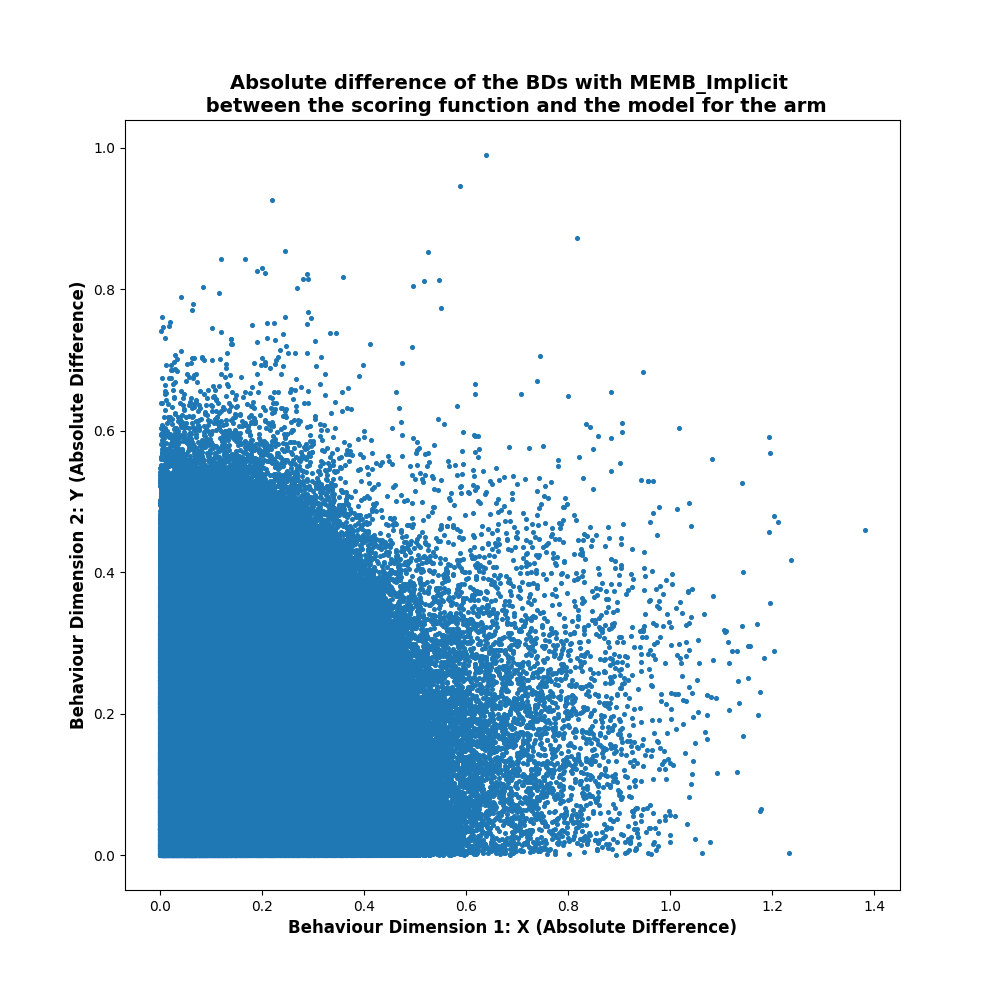 Absolute difference of the BDs with MEMB_Implicit
between the scoring function and the model for the arm
Behaviour Dimension 2: Y (Absolute Difference)
1.0
0.8
0.6
0.4
0.2
0.0
0.0 0.2 0.4 0.6 0.8 1.0 1.2 1.4
Behaviour Dimension 1: X (Absolute Difference)